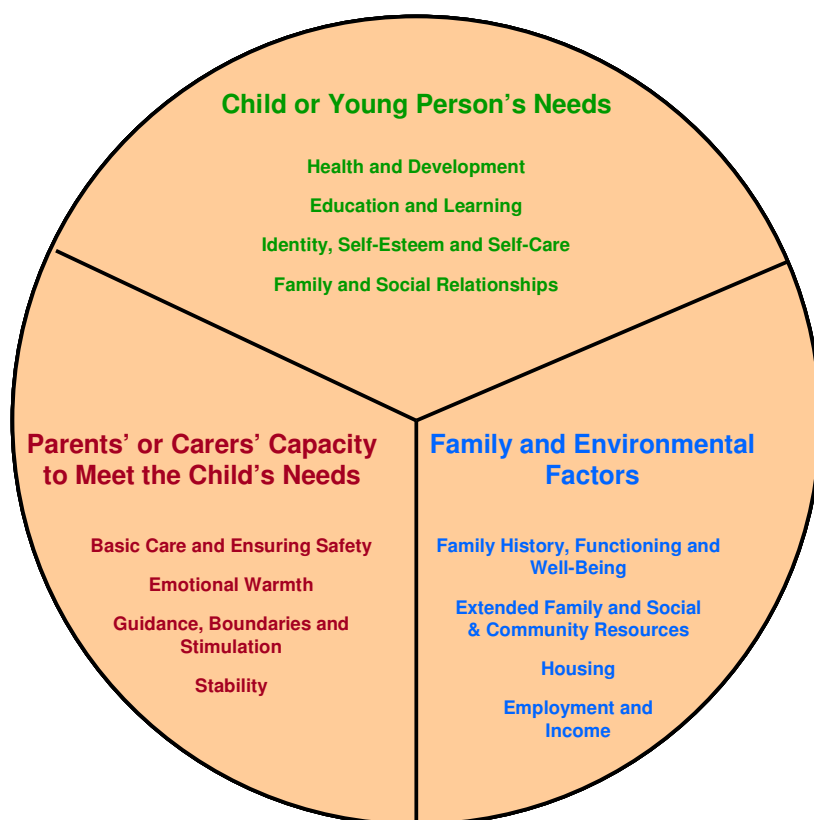 Child or Young Person’s Needs
Health and Development
Education and Learning
Identity, Self-Esteem and Self-Care
Family and Social Relationships
Parents’ or Carers’ Capacity
to Meet the Child’s Needs
Basic Care and Ensuring Safety
Emotional Warmth
Guidance, Boundaries and
Stimulation
Stability
Family and Environmental
Factors
Family History, Functioning and
Well-Being
Extended Family and Social
& Community Resources
Housing
Employment and
Income